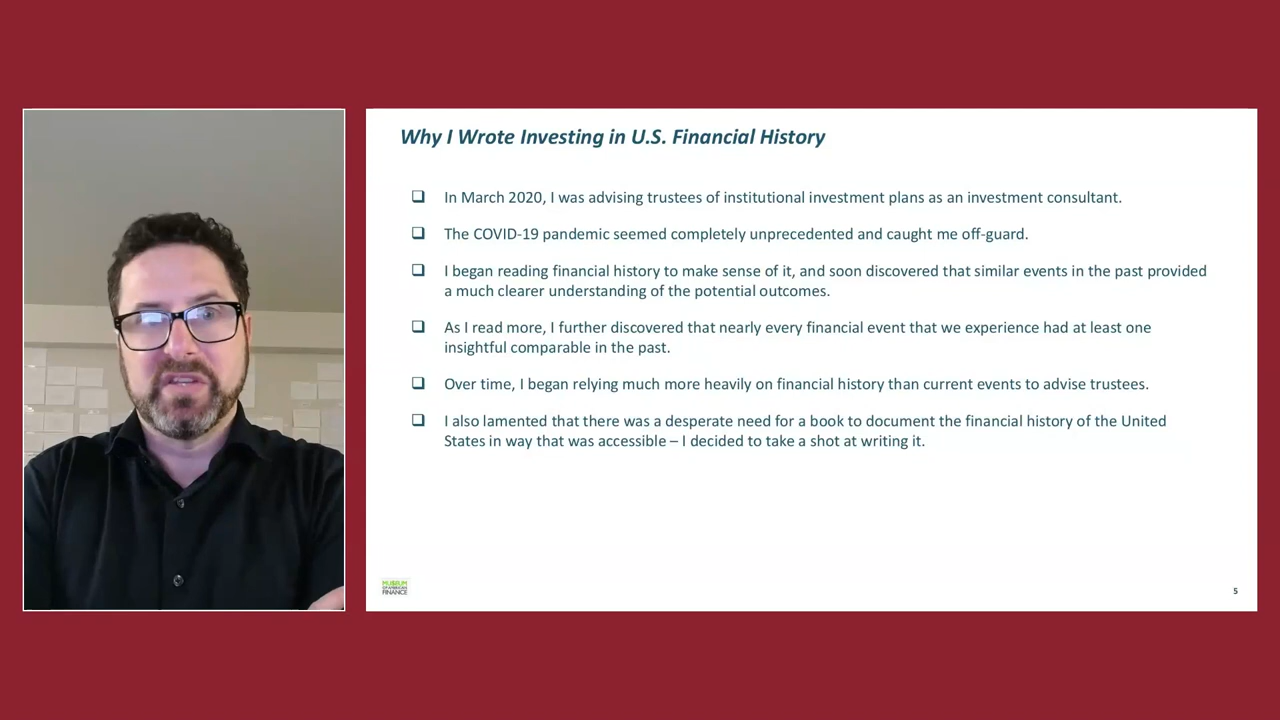 Why I Wrote Investing in U.S. Financial History
In March 2020, I was advising trustees of institutional investment plans as an investment consultant.
The COVID-19 pandemic seemed completely unprecedented and caught me off-guard.
I began reading financial history to make sense of it, and soon discovered that similar events in the past provided
a much clearer understanding of the potential outcomes.
As I read more, I further discovered that nearly every financial event that we experience had at least one
insightful comparable in the past.
Over time, I began relying much more heavily on financial history than current events to advise trustees.
I also lamented that there was a desperate need for a book to document the financial history of the United
States in way that was accessible – I decided to take a shot at writing it.
MUSEUM
OF AMERICAN
FINANCE
5